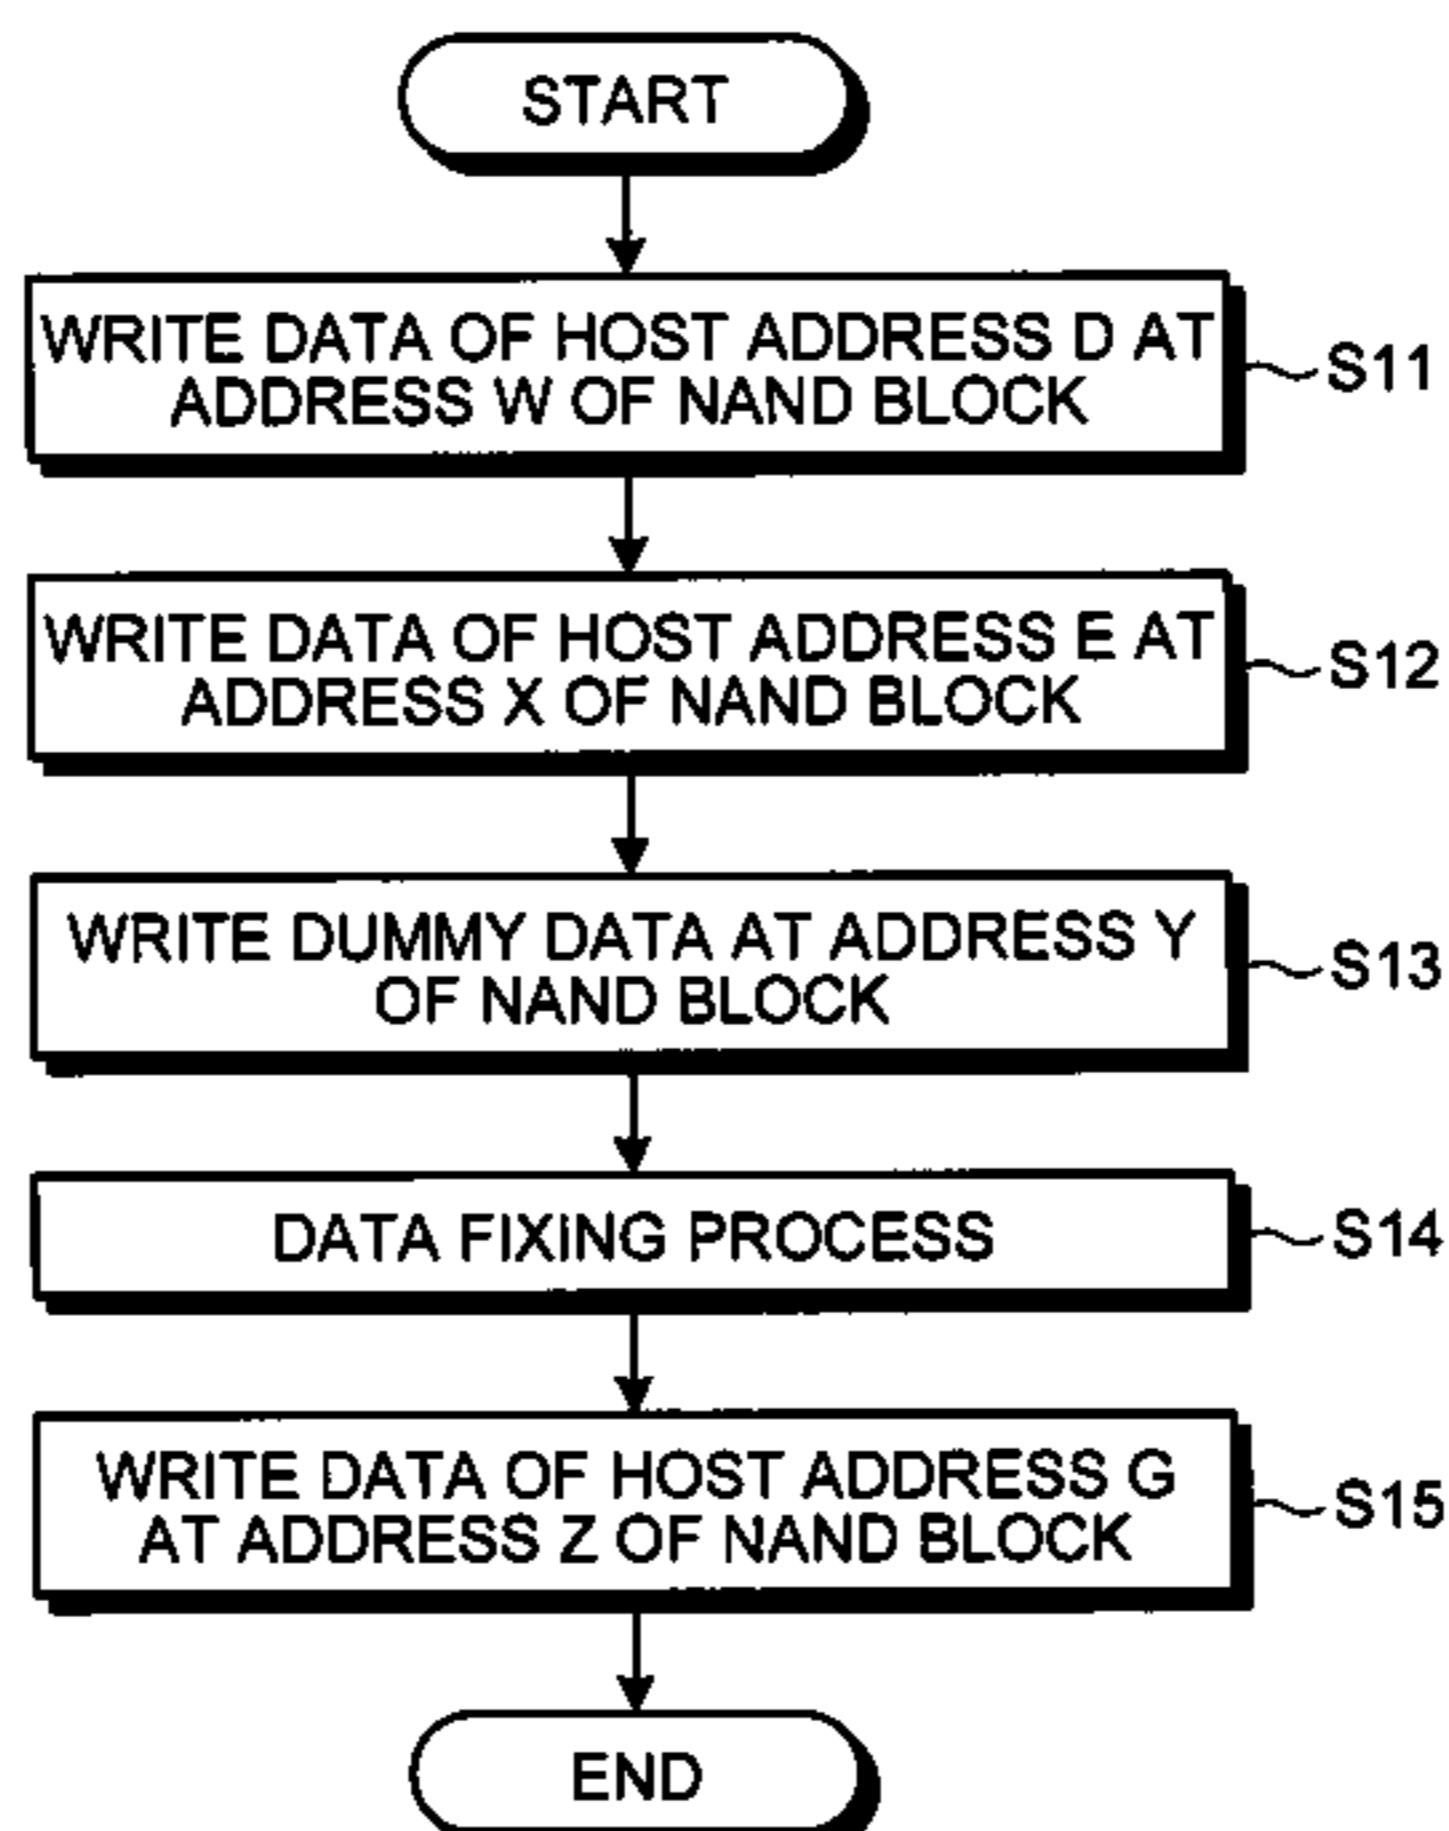 START
WRITE DATA OF HOST ADDRESS D AT
ADDRESS W OF NAND BLOCK
S11
WRITE DATA OF HOST ADDRESS E AT
ADDRESS X OF NAND BLOCK
S12
WRITE DUMMY DATA AT ADDRESS Y
OF NAND BLOCK
S13
DATA FIXING PROCESS
S14
WRITE DATA OF HOST ADDRESS G
AT ADDRESS Z OF NAND BLOCK
S15
END